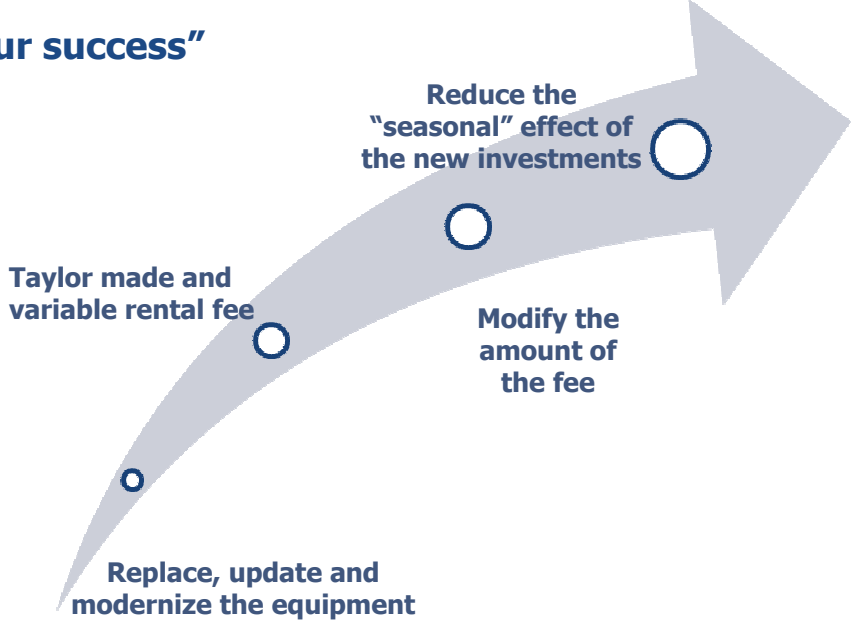 ur success”
Reduce the
“seasonal” effect of
the new investments
Taylor made and
variable rental fee
Modify the
amount of
the fee
Replace, update and
modernize the equipment